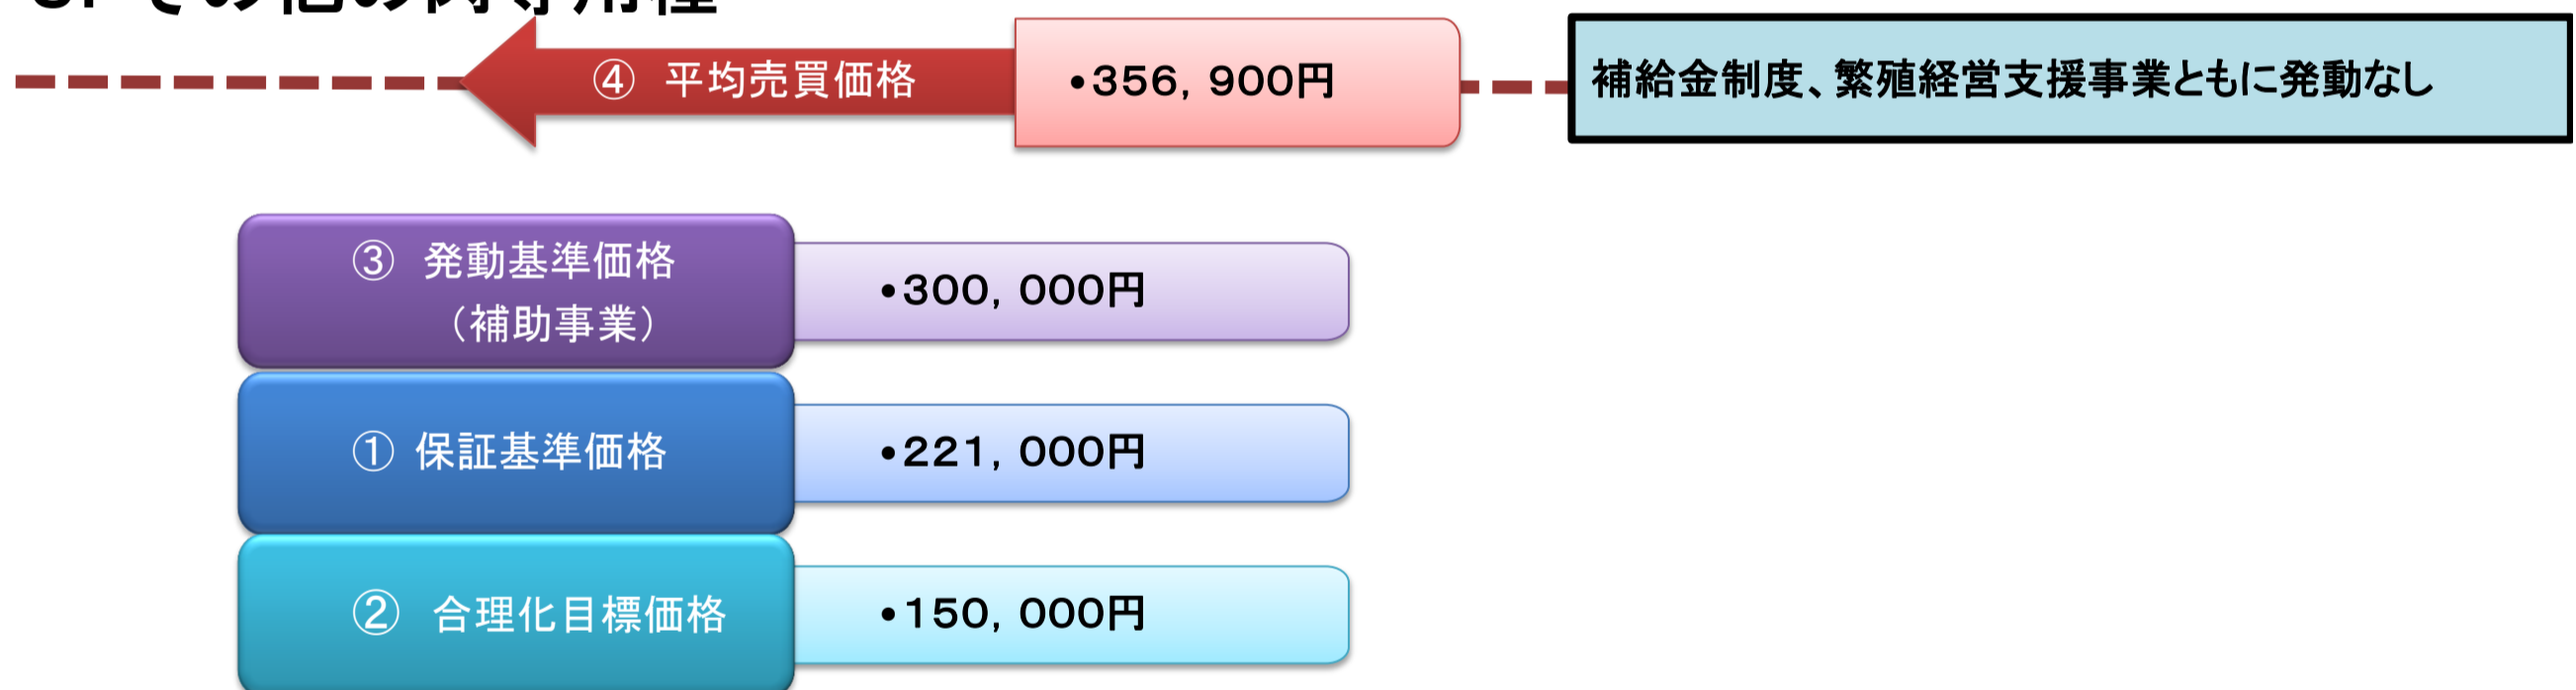 ④ 平均売買価格
•356, 900円
補給金制度、繁殖経営支援事業ともに発動なし
③ 発動基準価格
（補助事業）
•300, 000円
① 保証基準価格
•221, 000円
② 合理化目標価格
•150, 000円